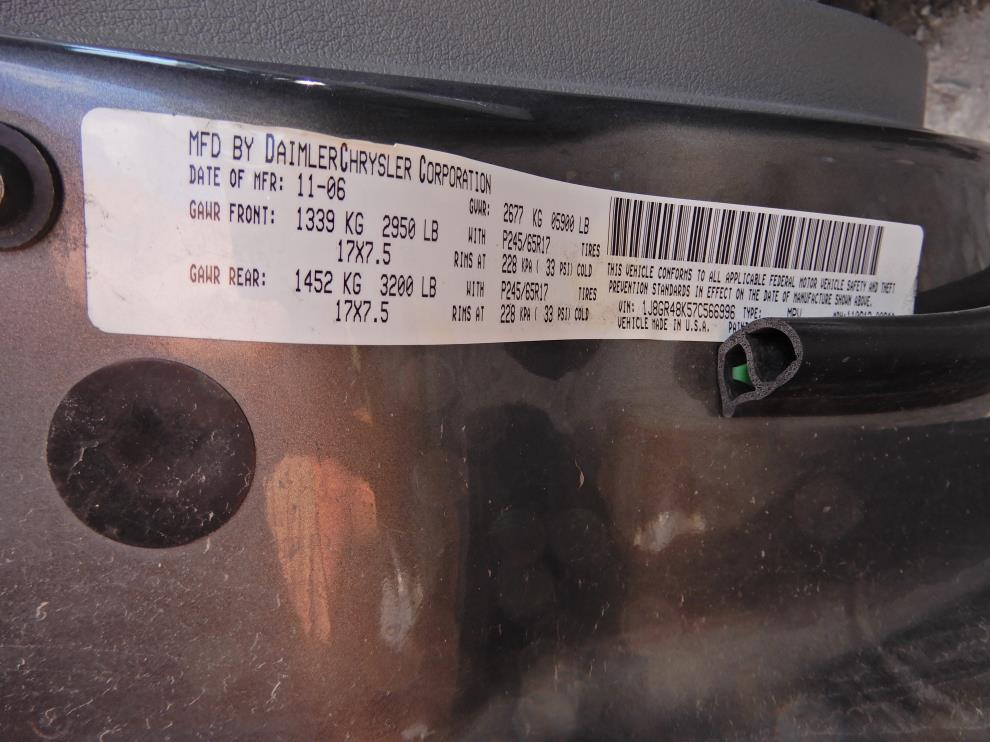 MFD BY DAIMLERCHRYSLER CORPORATION
DATE OF MFR: 11-06 GVWR: 2677 KG 05900 LB
GAWR FRONT: 1339 KG 2950 LB WITH P245/65R17 TIRES
17X7.5 RIMS AT 228 KPA ( 33 PSI) COLD
GAWR REAR: 1452 KG 3200 LB WITH P245/65R17 TIRES
17X7.5 RIMS AT 228 KPA ( 33 PSI) COLD
THIS VEHICLE CONFORMS TO ALL APPLICABLE FEDERAL MOTOR VEHICLE SAFETY AND THEFT
PREVENTION STANDARDS IN EFFECT ON THE DATE OF MANUFACTURE SHOWN ABOVE.
VIN: 1J8GR48K57C566996 TYPE: MPV
VEHICLE MADE IN U.S.A.